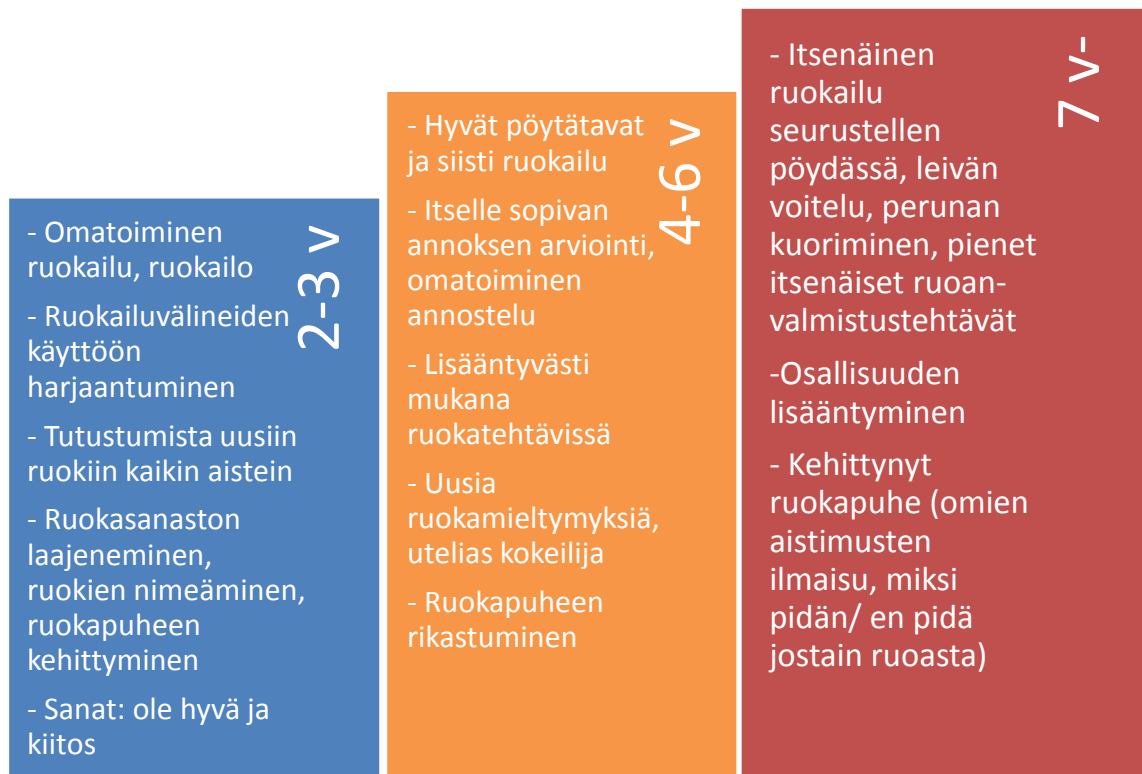 2-3 v
- Omatoiminen
ruokailu, ruokailo
- Ruokailuvälineiden
käyttöön
harjaantuminen
- Tutustumista uusiin
ruokiin kaikin aistein
- Ruokasanaston
laajeneminen,
ruokien nimeäminen,
ruokapuheen
kehittyminen
- Sanat: ole hyvä ja
kiitos
4-6 v
- Hyvät pöytätavat
ja siisti ruokailu
- Itselle sopivan
annoksen arviointi,
omatoiminen
annostelu
- Lisääntyvästi
mukana
ruokatehtävissä
- Uusia
ruokamieltymyksiä,
utelias kokeilija
- Ruokapuheen
rikastuminen
7 v-
- Itsenäinen
ruokailu
seurustellen
pöydässä, leivän
voitelu, perunan
kuoriminen, pienet
itsenäiset ruoan-
valmistustehtävät
-Osallisuuden
lisääntyminen
- Kehittynyt
ruokapuhe (omien
aistimusten
ilmaisu, miksi
pidän/ en pidä
jostain ruoasta)